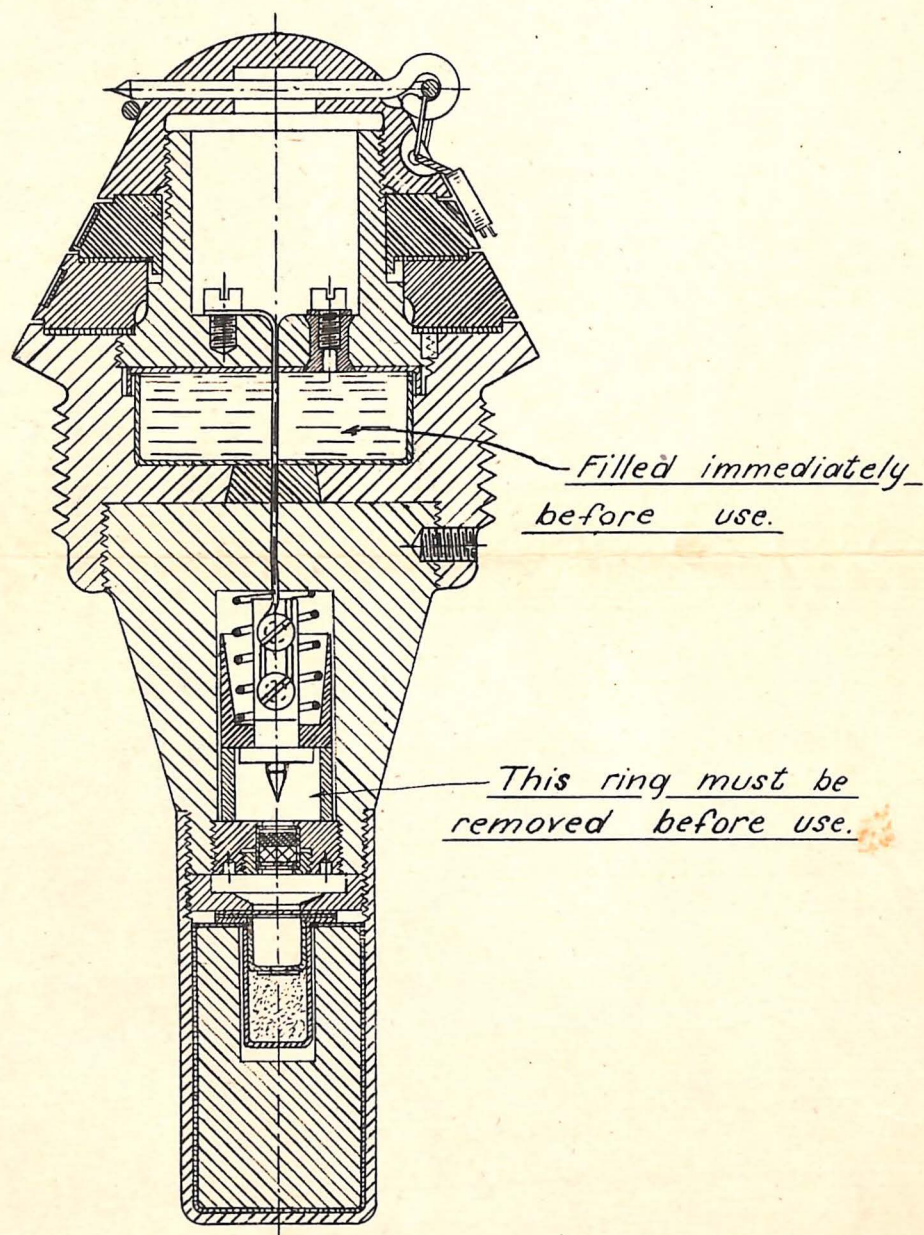 Filled immediately
before use.
This ring must be
removed before use.